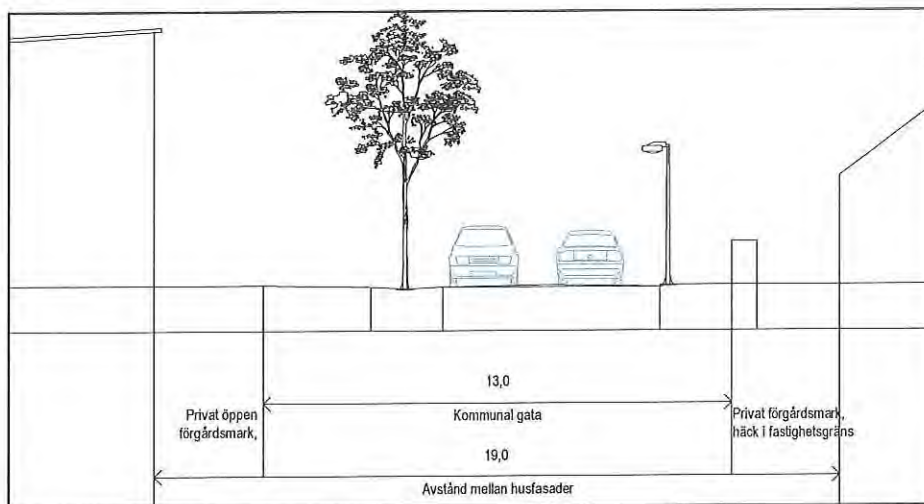 13,0
Kommunal gata
Privat öppen
förgårdsmark,
Privat förgårdsmark,
häck i fastighetsgräns
19,0
Avstånd mellan husfasader